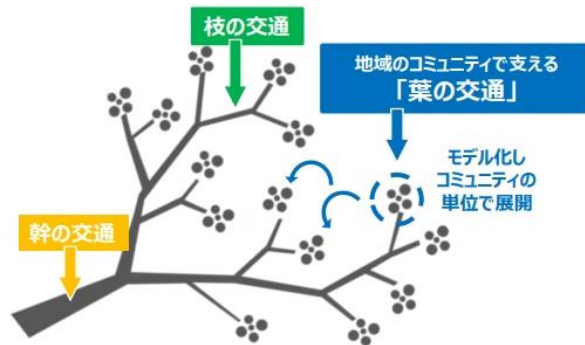 枝の交通
地域のコミュニティで支える
「葉の交通」
モデル化し
コミュニティの
単位で展開
幹の交通